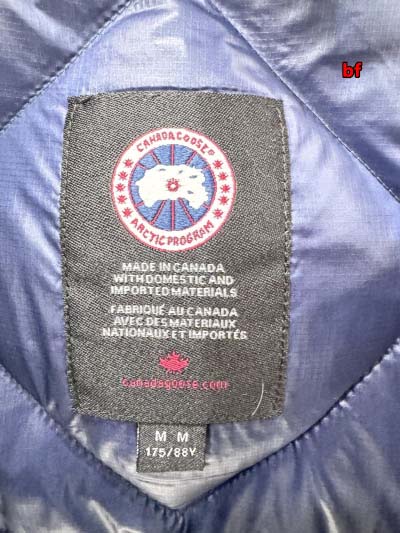 bf
CANADA GOOSE®
ARCTIC PROGRAM
MADE IN CANADA
WITH DOMESTIC AND
IMPORTED MATERIALS
FABRIQUÉ AU CANADA
AVEC DES MATERIAUX
NATIONAUX ET IMPORTÉS
canadagoose.com
M M
175/88Y